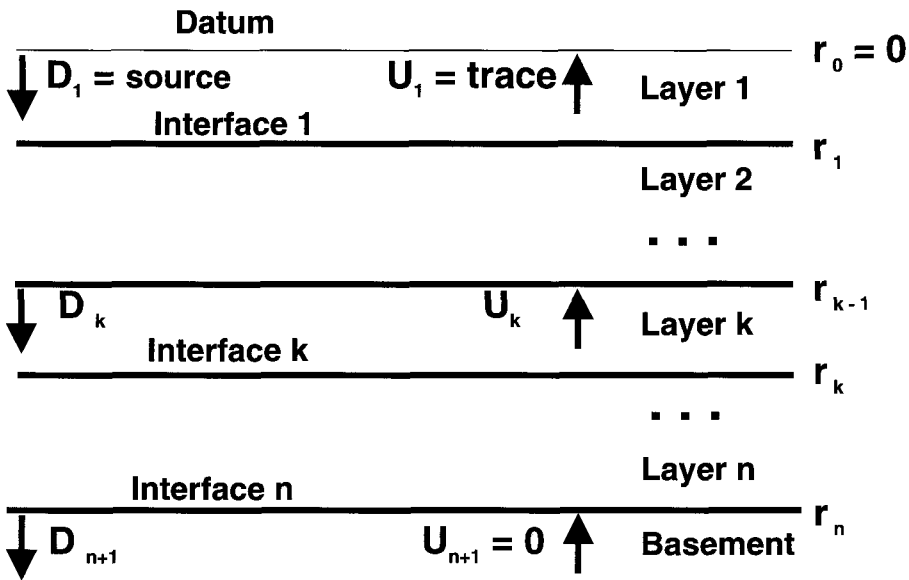 Datum
r₀ = 0
D₁ = source U₁ = trace Layer 1
Interface 1
r₁
Layer 2
. . .
rₖ₋₁
Dₖ Uₖ Layer k
Interface k
rₖ
. . .
Layer n
Interface n
rₙ
Dₙ₊₁ Uₙ₊₁ = 0 Basement